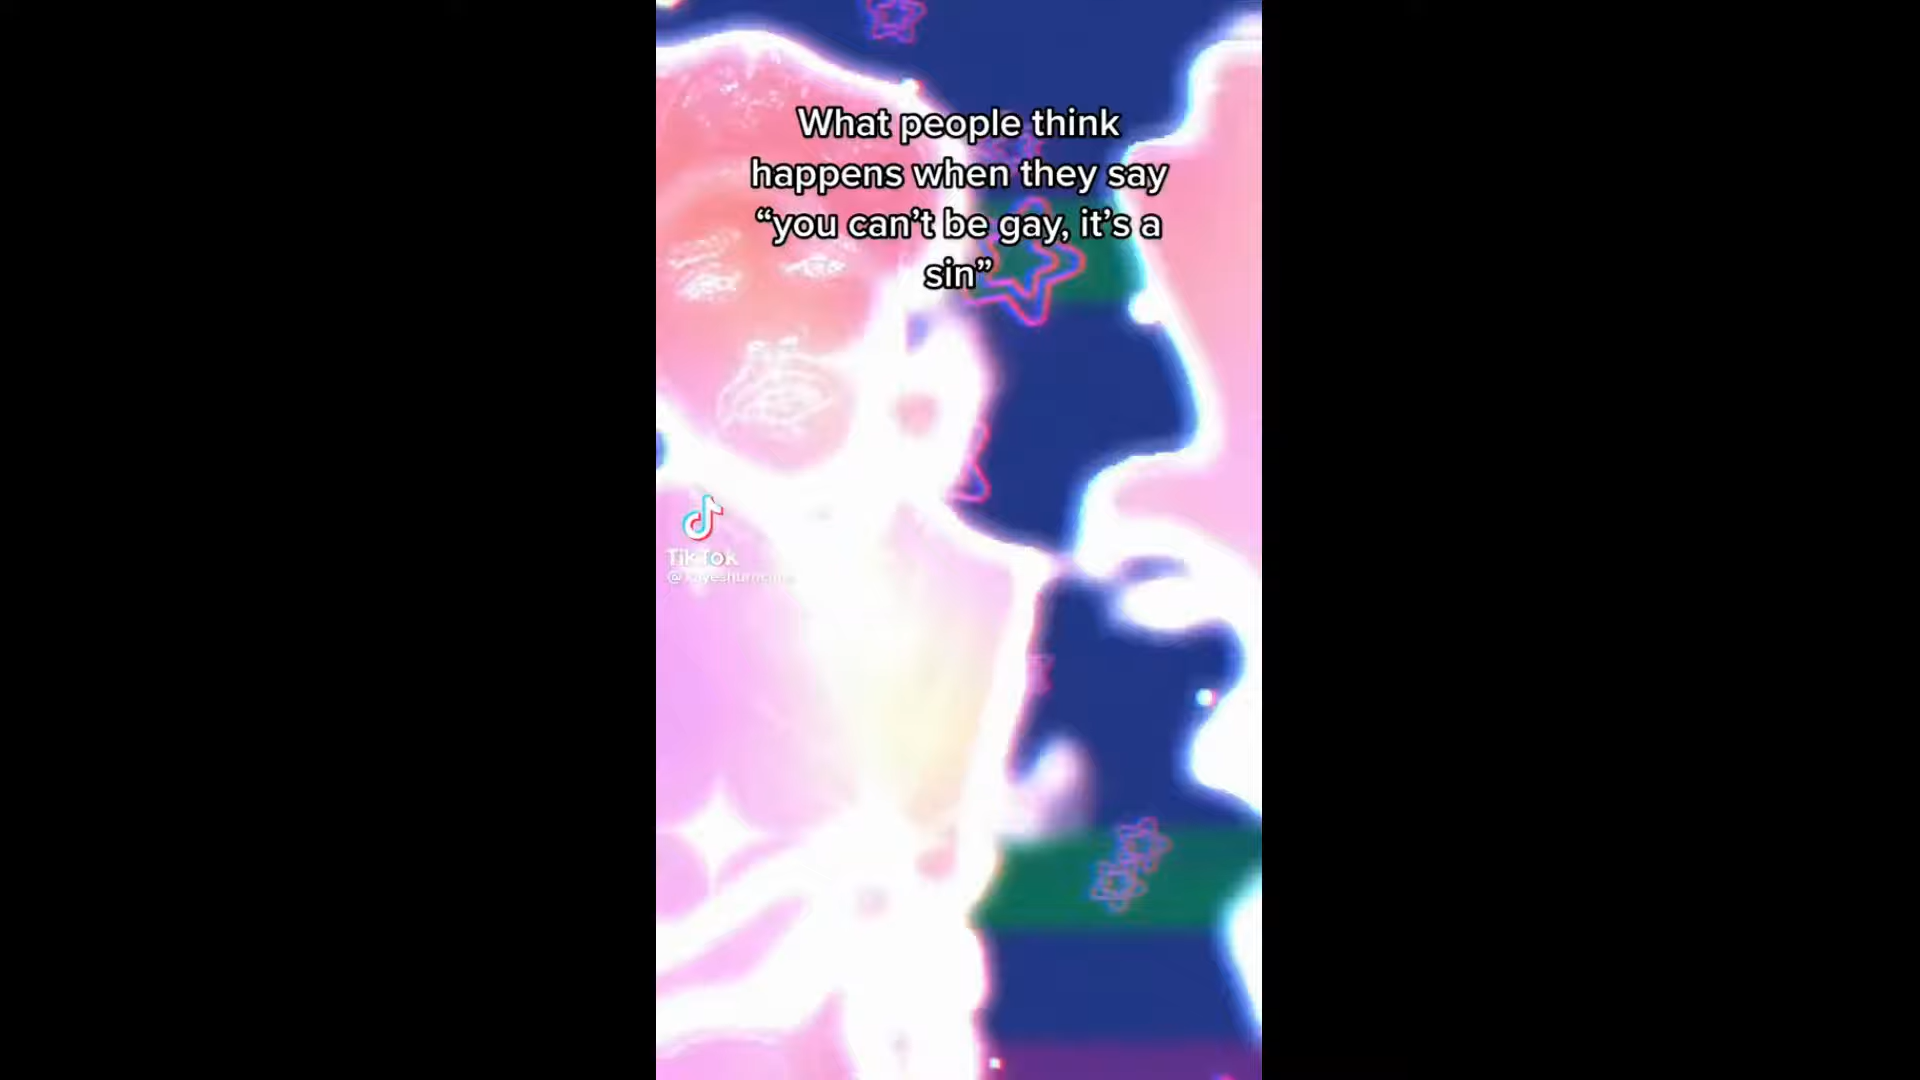 What people think
happens when they say
“you can’t be gay, it’s a
sin”
TikTok